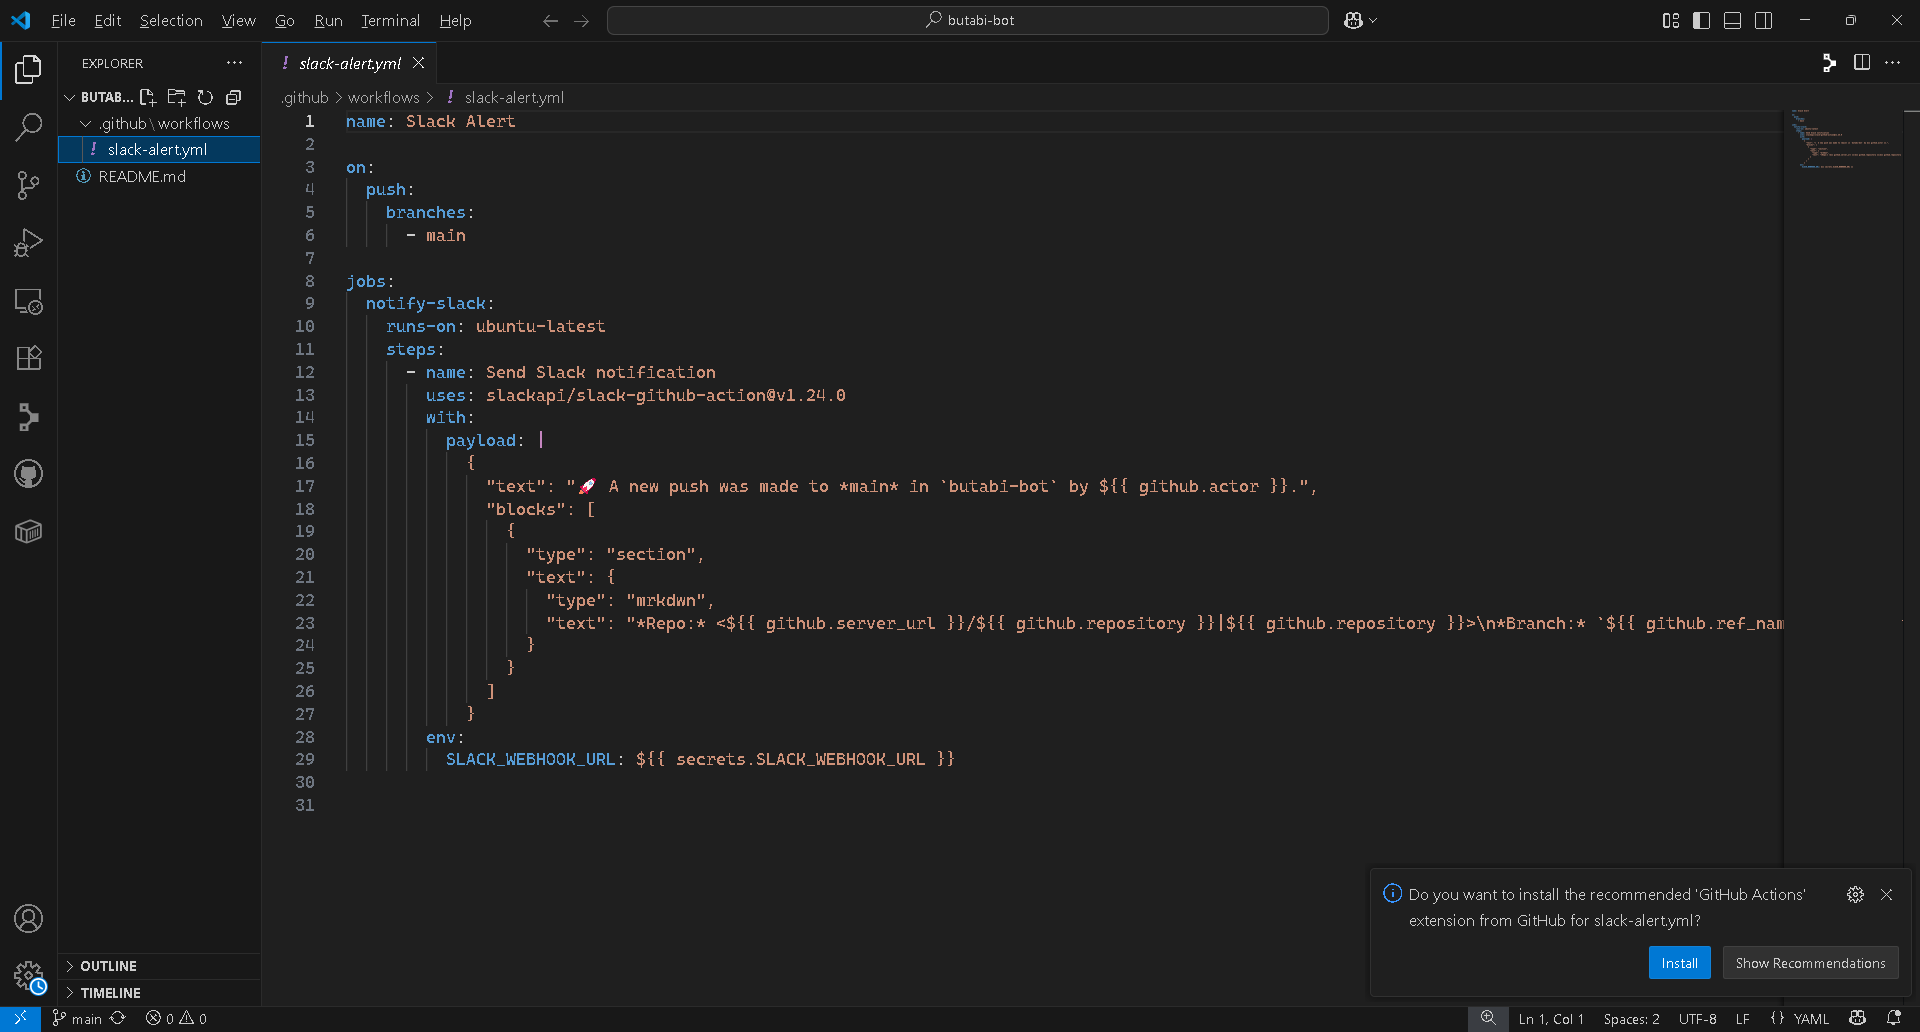 File Edit Selection View Go Run Terminal Help
butabi-bot
EXPLORER
BUTAB...
.github\workflows
slack-alert.yml
README.md
OUTLINE
TIMELINE
slack-alert.yml
.github > workflows > slack-alert.yml
1 name: Slack Alert
2
3 on:
4 push:
5 branches:
6 - main
7
8 jobs:
9 notify-slack:
10 runs-on: ubuntu-latest
11 steps:
12 - name: Send Slack notification
13 uses: slackapi/slack-github-action@v1.24.0
14 with:
15 payload: |
16 {
17 "text": "🚀 A new push was made to *main* in `butabi-bot` by ${{ github.actor }}.",
18 "blocks": [
19 {
20 "type": "section",
21 "text": {
22 "type": "mrkdwn",
23 "text": "*Repo:* <${{ github.server_url }}/${{ github.repository }}|${{ github.repository }}>\n*Branch:* `${{ github.ref_nam
24 }
25 }
26 ]
27 }
28 env:
29 SLACK_WEBHOOK_URL: ${{ secrets.SLACK_WEBHOOK_URL }}
30
31
Do you want to install the recommended 'GitHub Actions'
extension from GitHub for slack-alert.yml?
Install
Show Recommendations
main 0 0
Ln 1, Col 1 Spaces: 2 UTF-8 LF {} YAML